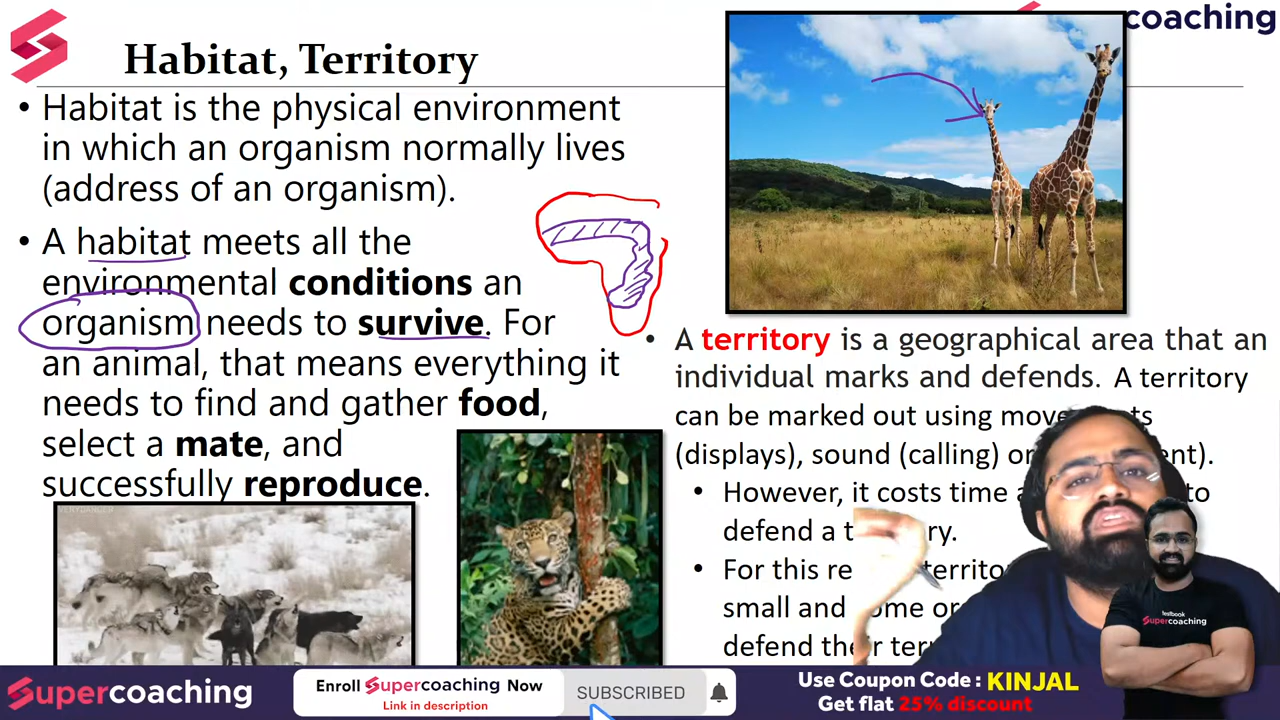 coaching
Habitat, Territory
• Habitat is the physical environment
in which an organism normally lives
(address of an organism).
• A habitat meets all the
environmental conditions an
organism needs to survive. For
an animal, that means everything it
needs to find and gather food,
select a mate, and
successfully reproduce.
• A territory is a geographical area that an
individual marks and defends. A territory
can be marked out using
(displays), sound (calling) or
• However, it costs time to
defend a
• For this
small and
defend
testbook
Supercoaching
Supercoaching
Enroll Supercoaching Now
Link in description
SUBSCRIBED
Use Coupon Code : KINJAL
Get flat 25% discount